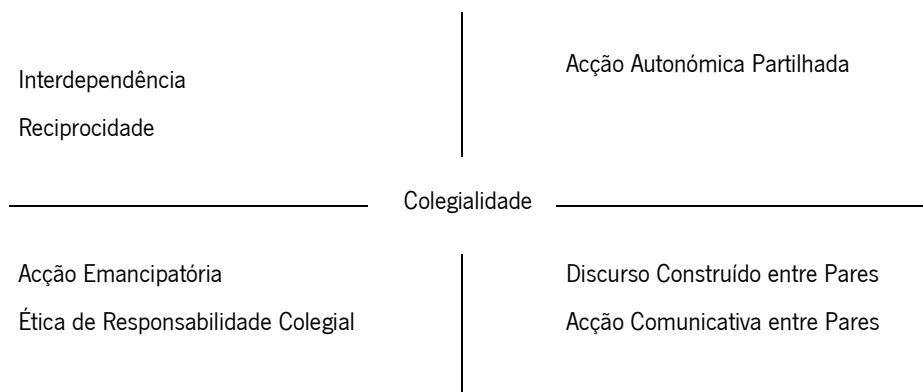 Interdependência
Reciprocidade
Acção Autonómica Partilhada
Colegialidade
Acção Emancipatória
Ética de Responsabilidade Colegial
Discurso Construído entre Pares
Acção Comunicativa entre Pares